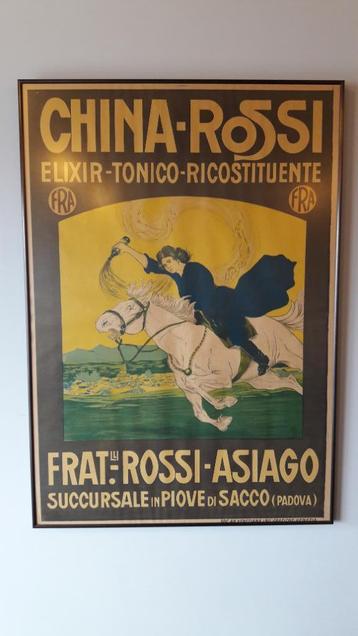 CHINA-ROSSI
ELIXIR-TONICO-RICOSTITUENTE
FRA FRA
FRAT.LLI ROSSI-ASIAGO
SUCCURSALE IN PIOVE DI SACCO (PADOVA)